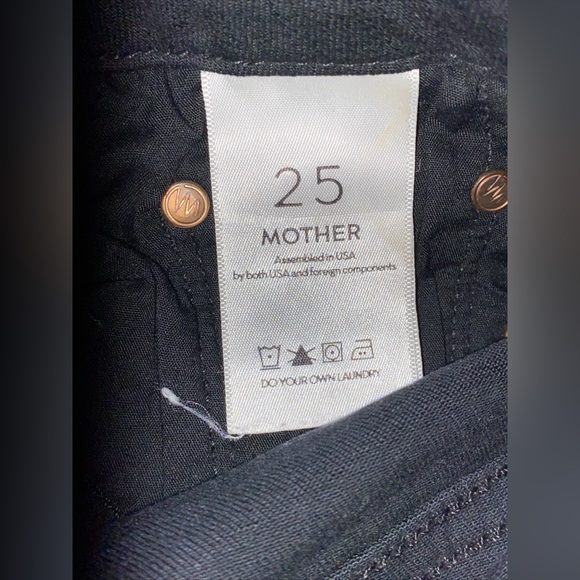 25
MOTHER
Assembled in USA
by both USA and foreign components
DO YOUR OWN LAUNDRY